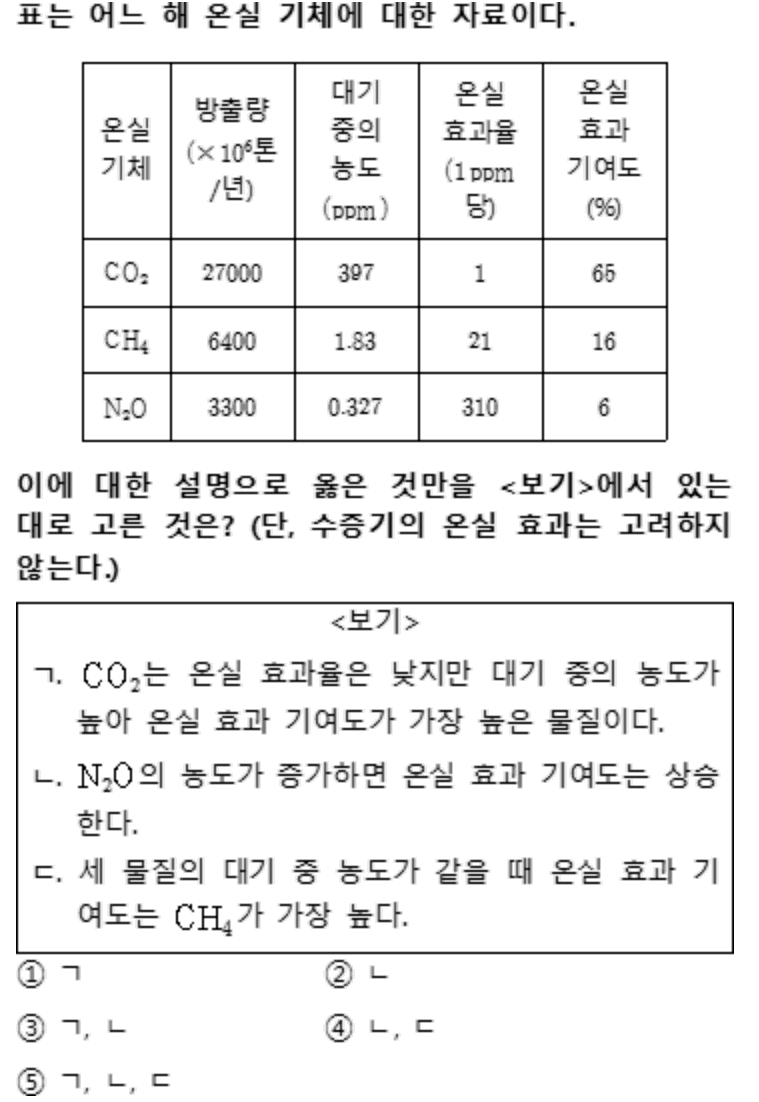 표는 어느 해 온실 기체에 대한 자료이다.
온실 기체 방출량 (×10⁶톤 /년) 대기 중의 농도 (ppm) 온실 효과율 (1ppm 당) 온실 효과 기여도 (%)
CO₂ 27000 397 1 65
CH₄ 6400 1.83 21 16
N₂O 3300 0.327 310 6
이에 대한 설명으로 옳은 것만을 <보기>에서 있는
대로 고른 것은? (단, 수증기의 온실 효과는 고려하지
않는다.)
<보기>
ㄱ. CO₂는 온실 효과율은 낮지만 대기 중의 농도가
높아 온실 효과 기여도가 가장 높은 물질이다.
ㄴ. N₂O의 농도가 증가하면 온실 효과 기여도는 상승
한다.
ㄷ. 세 물질의 대기 중 농도가 같을 때 온실 효과 기
여도는 CH₄가 가장 높다.
① ㄱ ② ㄴ
③ ㄱ, ㄴ ④ ㄴ, ㄷ
⑤ ㄱ, ㄴ, ㄷ